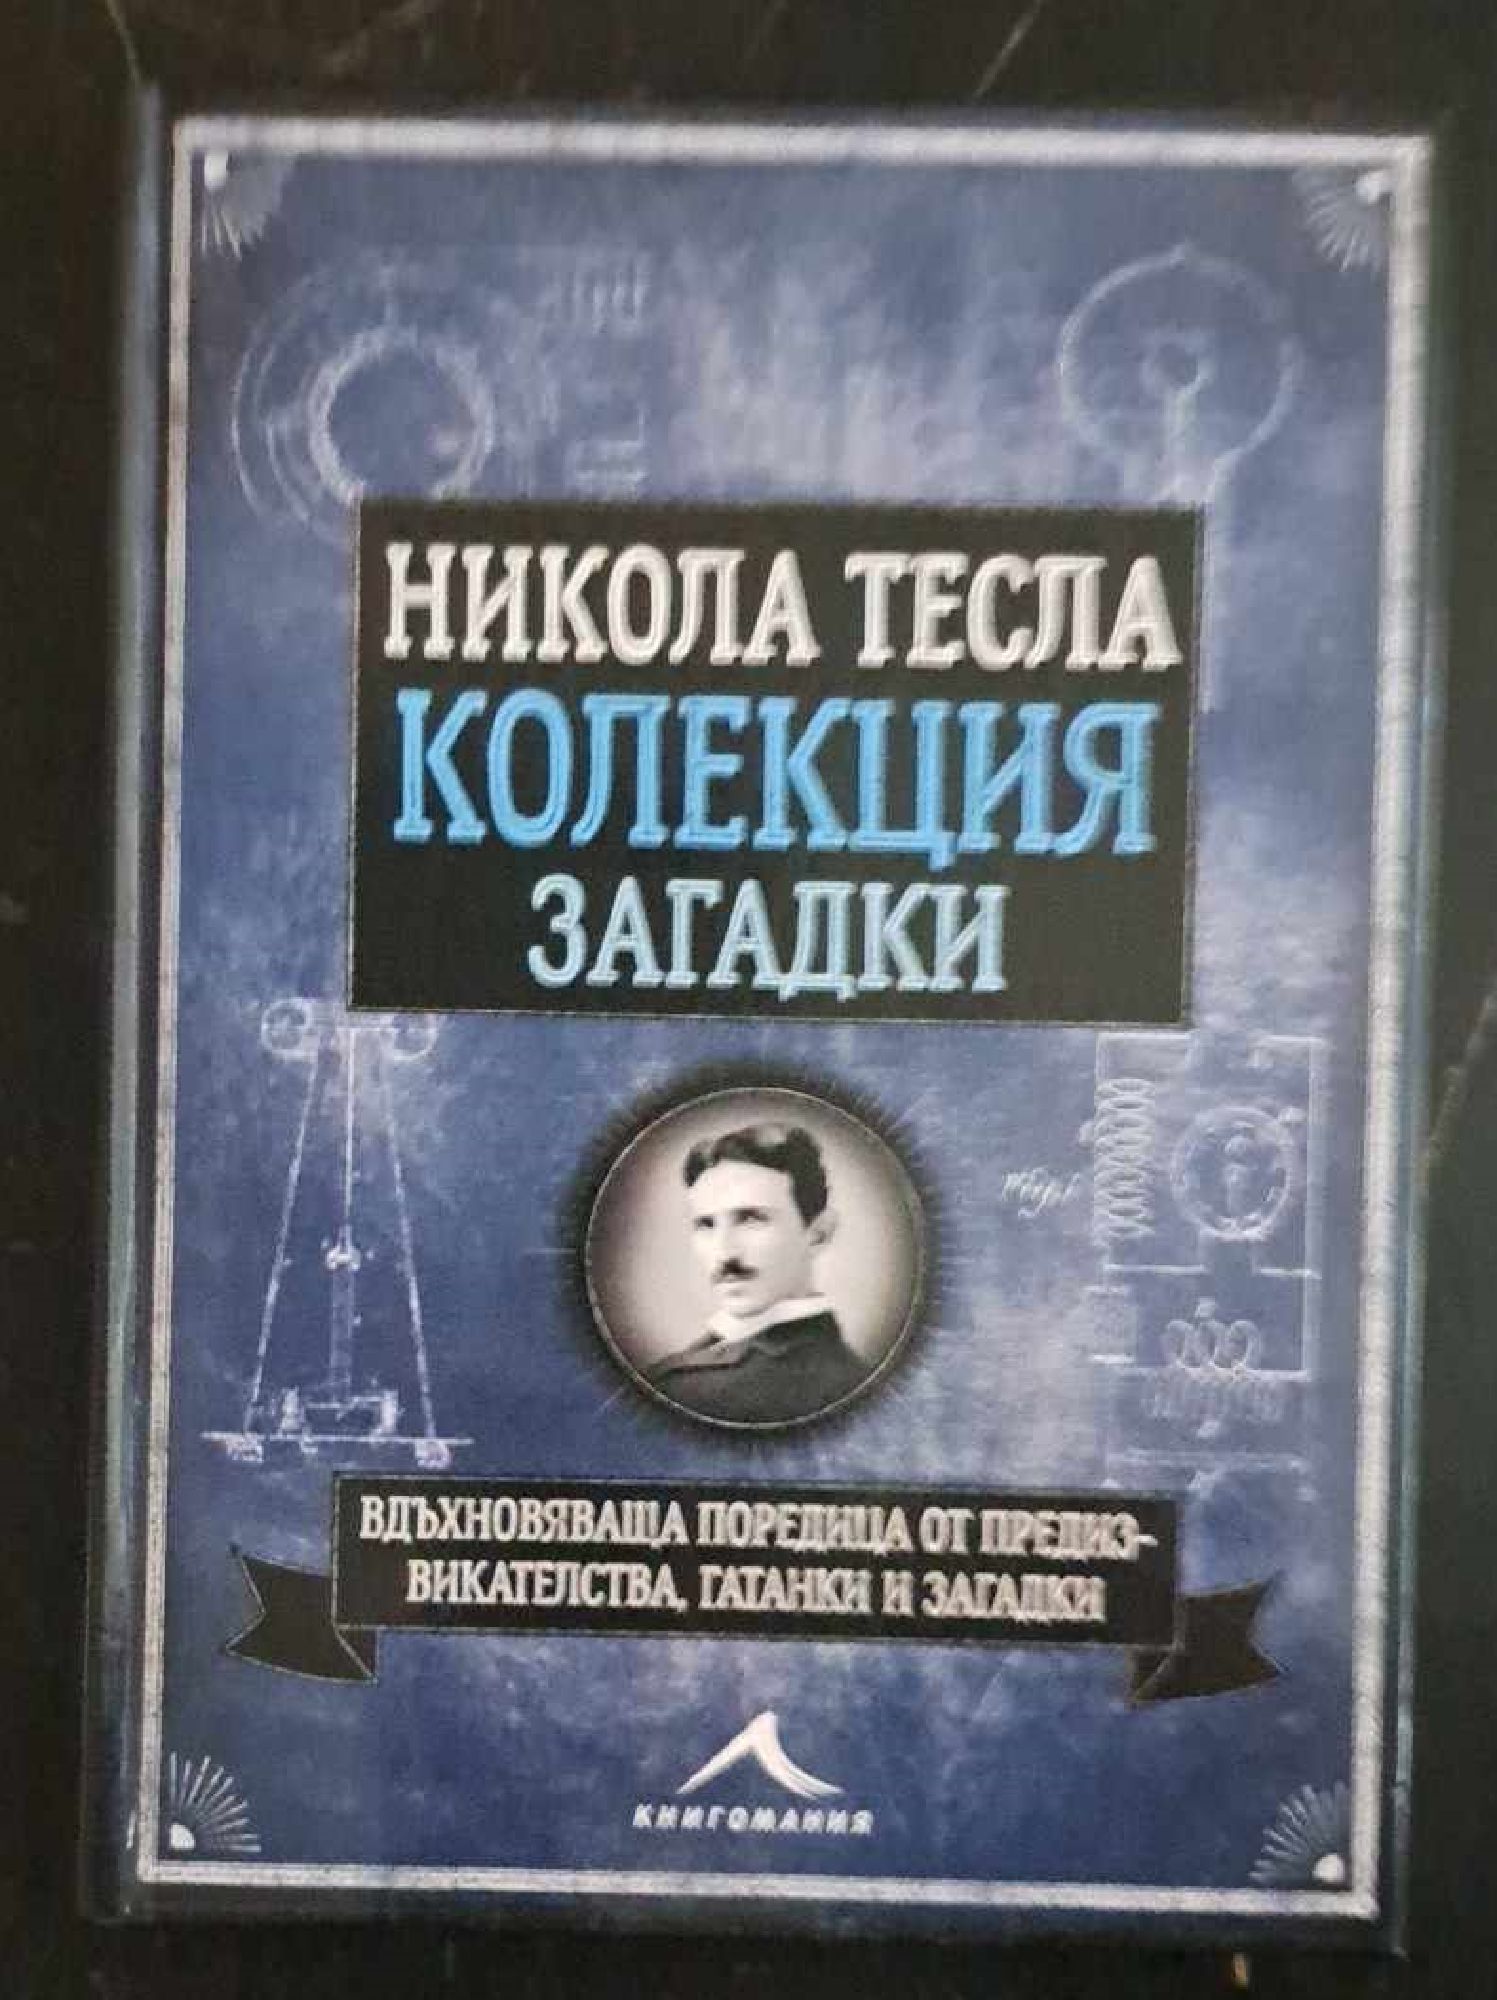 НИКОЛА ТЕСЛА
КОЛЕКЦИЯ
ЗАГАДКИ
ВДЪХНОВЯВАЩА ПОРЕДИЦА ОТ ПРЕДИЗ-
ВИКАТЕЛСТВА, ГАТАНКИ И ЗАГАДКИ
КНИГОМАНИЯ